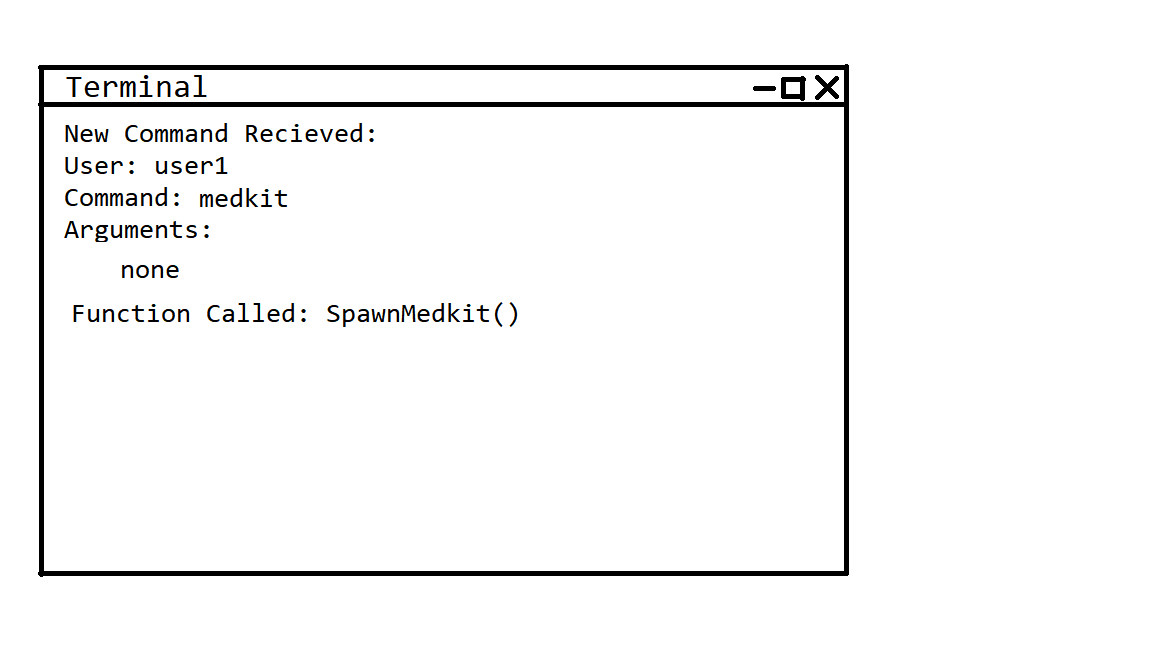 Terminal
New Command Recieved:
User: user1
Command: medkit
Arguments:
none
Function Called: SpawnMedkit()